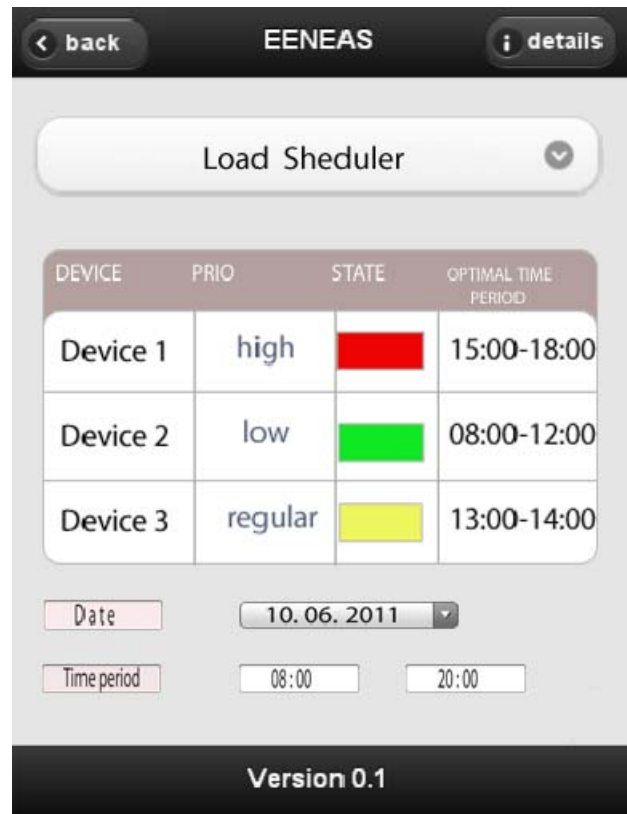 back EENEAS details
Load Sheduler
DEVICE PRIO STATE OPTIMAL TIME
PERIOD
Device 1 high 15:00-18:00
Device 2 low 08:00-12:00
Device 3 regular 13:00-14:00
Date 10. 06. 2011
Time period 08:00 20:00
Version 0.1